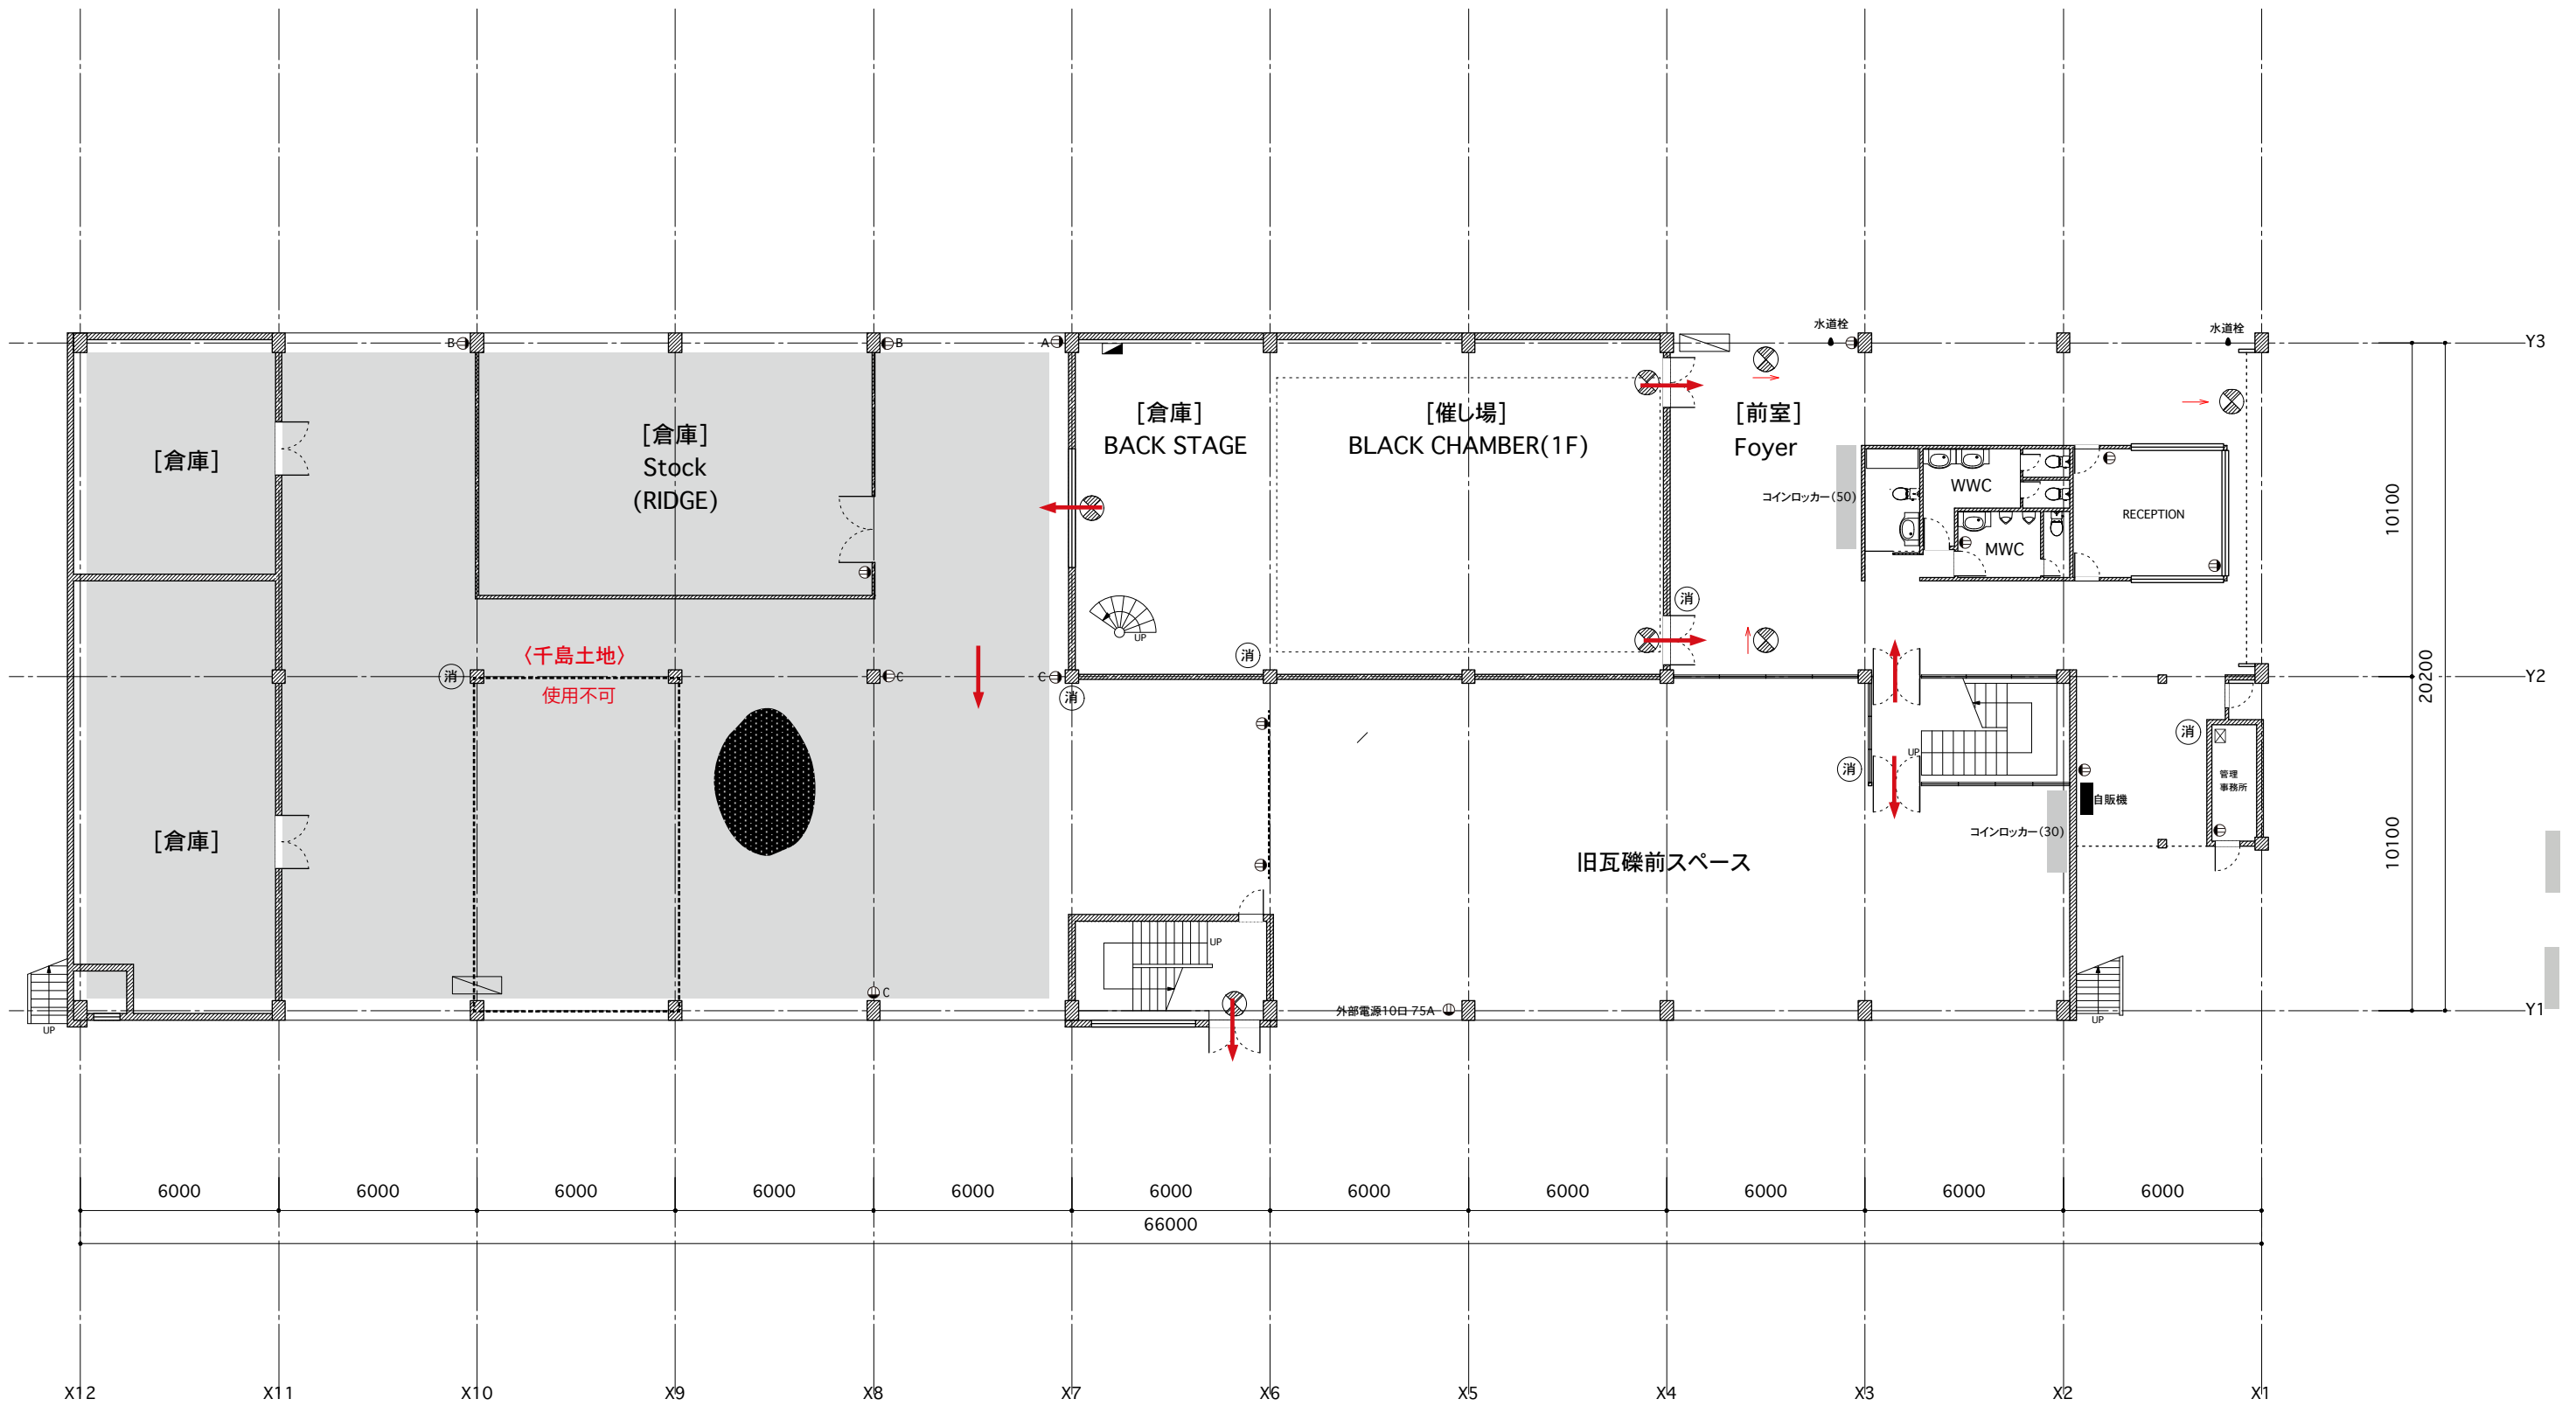 水道栓
水道栓
B
B
A
Y3
[倉庫]
BACK STAGE
[催し場]
BLACK CHAMBER(1F)
[前室]
Foyer
[倉庫]
Stock
(RIDGE)
[倉庫]
コインロッカー(50)
WWC
MWC
RECEPTION
10100
消
UP
消
〈千島土地〉
使用不可
消
C
C
消
Y2
20200
消
管理
事務所
UP
消
自販機
コインロッカー(30)
[倉庫]
旧瓦礫前スペース
10100
UP
C
外部電源10口 75A
Y1
UP
UP
6000
6000
6000
6000
6000
6000
6000
6000
6000
6000
6000
66000
X12
X11
X10
X9
X8
X7
X6
X5
X4
X3
X2
X1